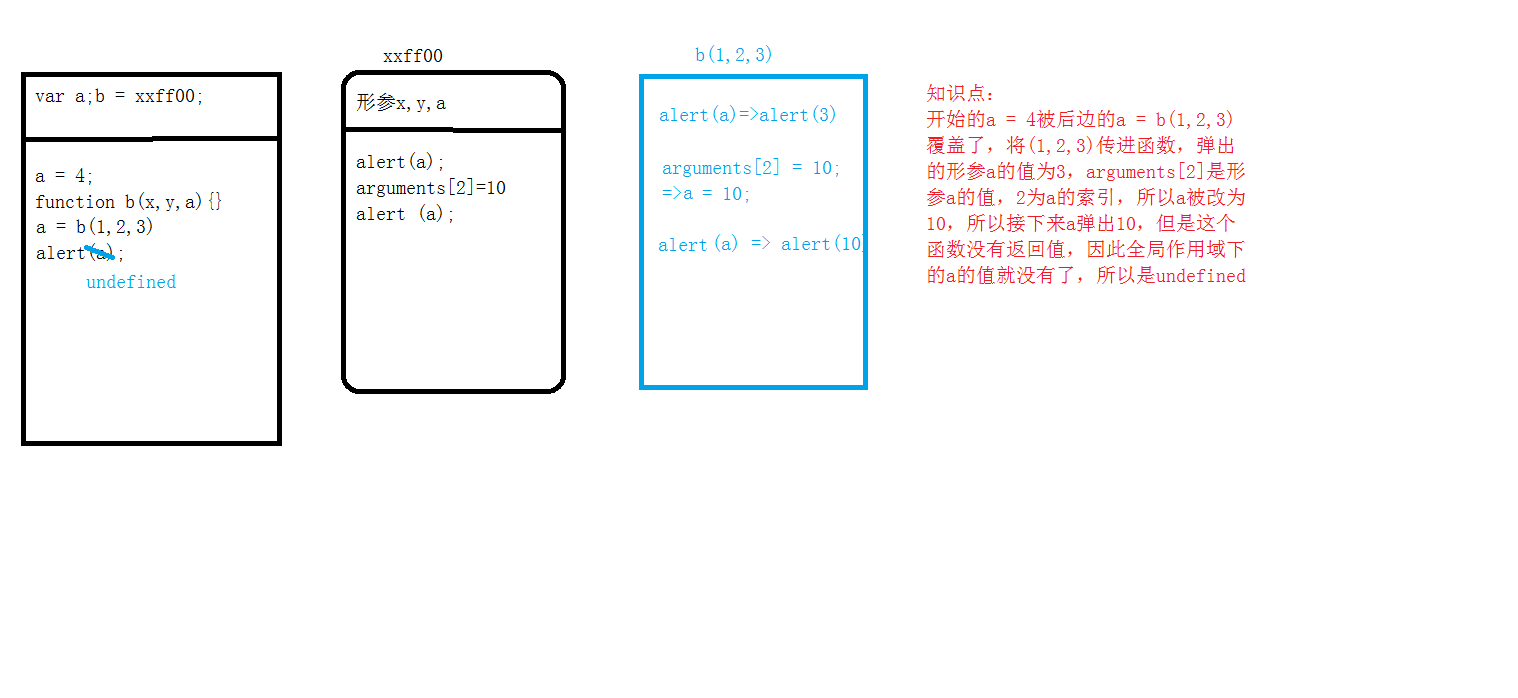 var a;b = xxff00;
a = 4;
function b(x,y,a){}
a = b(1,2,3)
alert(a);
undefined
xxff00
形参x,y,a
alert(a);
arguments[2]=10
alert (a);
b(1,2,3)
alert(a)=>alert(3)
arguments[2] = 10;
=>a = 10;
alert(a) => alert(10)
知识点:
开始的a = 4被后边的a = b(1,2,3)
覆盖了，将(1,2,3)传进函数，弹出
的形参a的值为3，arguments[2]是形
参a的值，2为a的索引，所以a被改为
10，所以接下来a弹出10，但是这个
函数没有返回值，因此全局作用域下
的a的值就没有了，所以是undefined